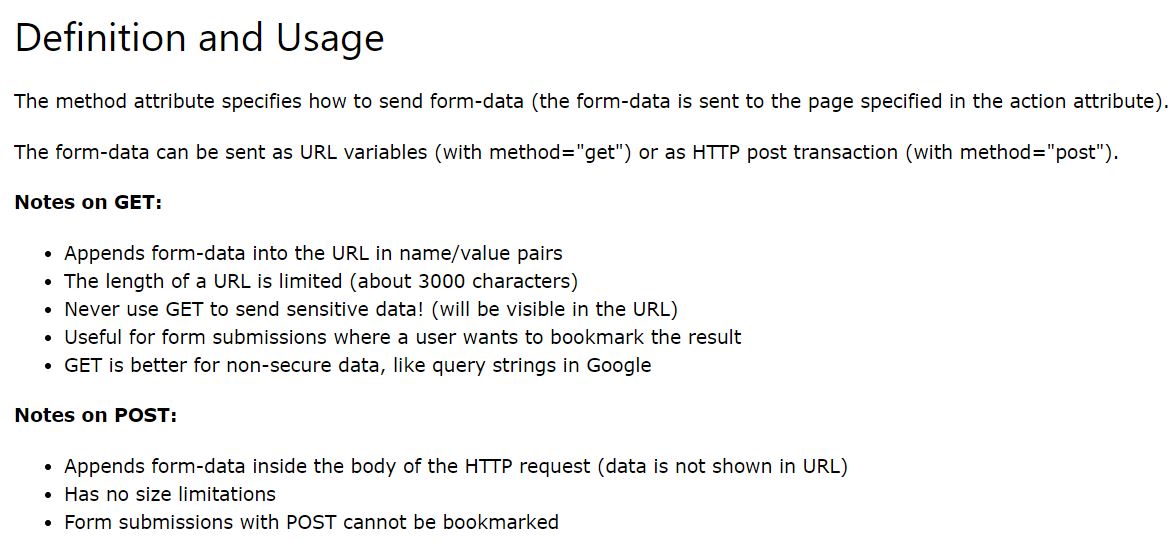 Definition and Usage
The method attribute specifies how to send form-data (the form-data is sent to the page specified in the action attribute).
The form-data can be sent as URL variables (with method="get") or as HTTP post transaction (with method="post").
Notes on GET:
• Appends form-data into the URL in name/value pairs
• The length of a URL is limited (about 3000 characters)
• Never use GET to send sensitive data! (will be visible in the URL)
• Useful for form submissions where a user wants to bookmark the result
• GET is better for non-secure data, like query strings in Google
Notes on POST:
• Appends form-data inside the body of the HTTP request (data is not shown in URL)
• Has no size limitations
• Form submissions with POST cannot be bookmarked